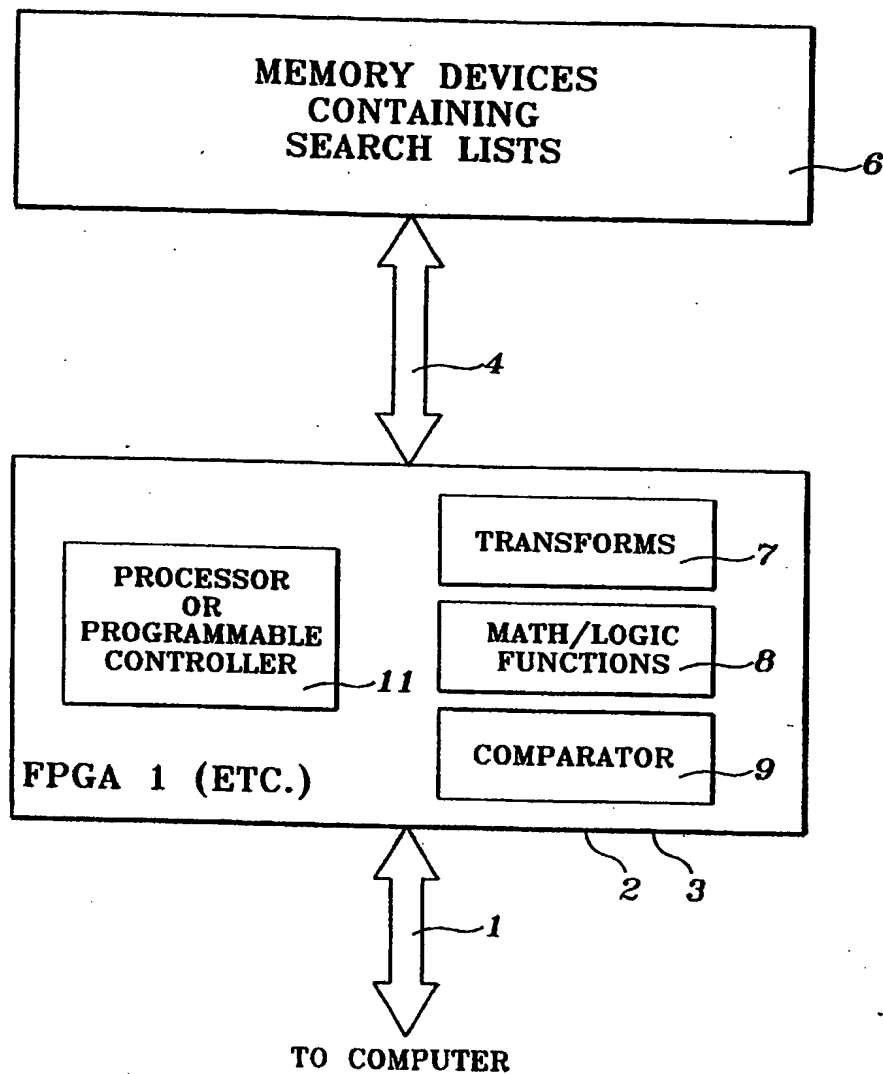 MEMORY DEVICES
CONTAINING
SEARCH LISTS
6
4
TRANSFORMS
7
PROCESSOR
OR
PROGRAMMABLE
CONTROLLER
11
MATH/LOGIC
FUNCTIONS
8
COMPARATOR
9
FPGA 1 (ETC.)
2
3
1
TO COMPUTER